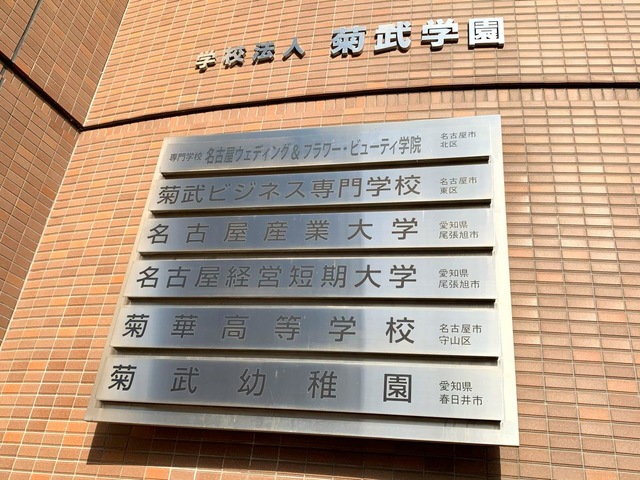 学校法人 菊武学園
専門学校 名古屋ウェディング&フラワー・ビューティ学院 名古屋市
北区
菊武ビジネス専門学校 名古屋市
東区
名古屋産業大学 愛知県
尾張旭市
名古屋経営短期大学 愛知県
尾張旭市
菊華高等学校 名古屋市
守山区
菊武幼稚園 愛知県
春日井市